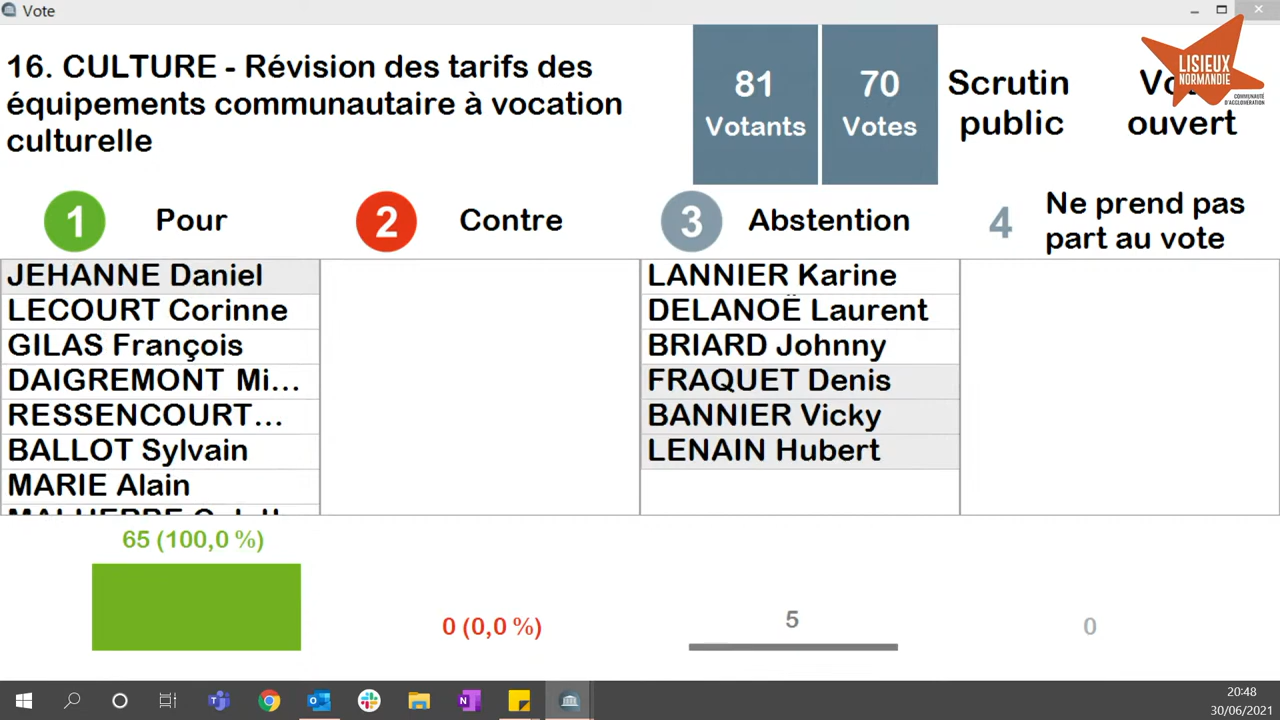 Vote
16. CULTURE - Révision des tarifs des
équipements communautaire à vocation
culturelle
81
Votants
70
Votes
Scrutin
public
ouvert
LISIEUX
NORMANDIE
COMMUNAUTÉ
D'AGGLOMÉRATION
1 Pour
2 Contre
3 Abstention
4 Ne prend pas
part au vote
JEHANNE Daniel
LECOURT Corinne
GILAS François
DAIGREMONT Mi...
RESSENCOURT...
BALLOT Sylvain
MARIE Alain
LANNIER Karine
DELANOË Laurent
BRIARD Johnny
FRAQUET Denis
BANNIER Vicky
LENAIN Hubert
65 (100,0 %)
0 (0,0 %)
5
0
20:48
30/06/2021